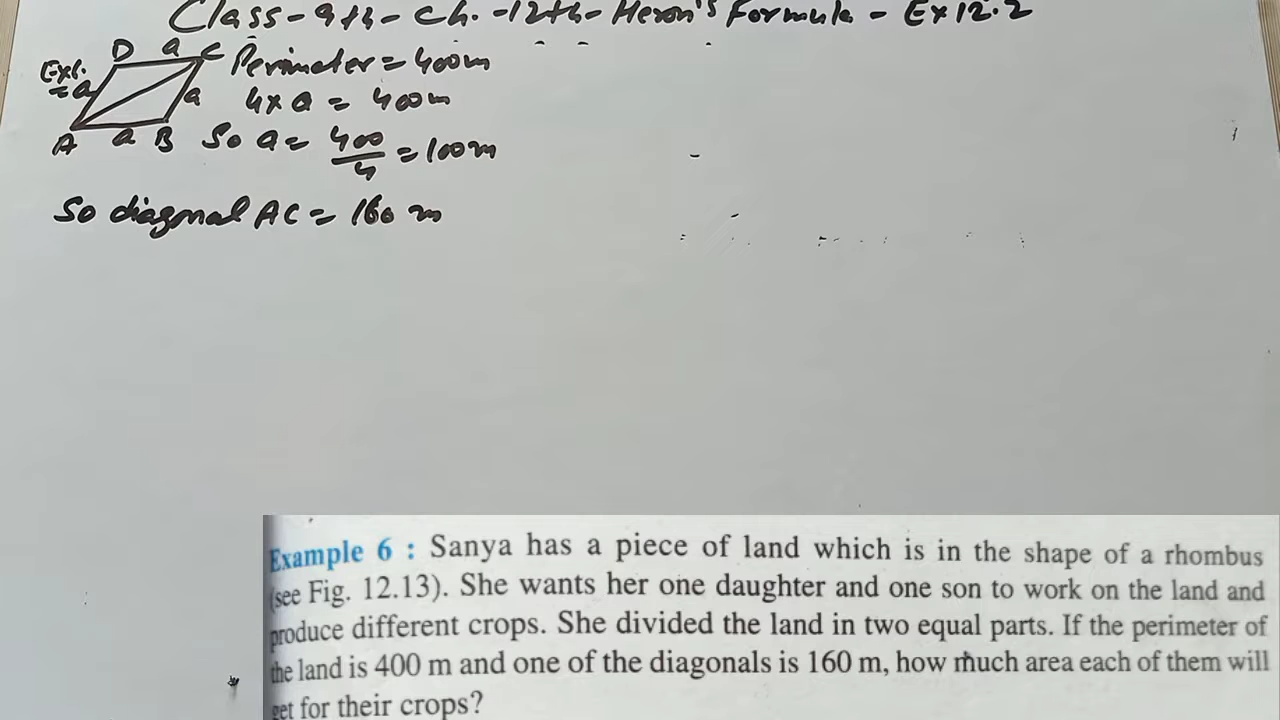 Class-9th-Ch.-12th-Heron's Formula - Ex 12.2
D a C Perimeter = 400m
= a a 4 x a = 400m
A a B So a = 400/4 = 100m
So diagonal AC = 160 m
Example 6 : Sanya has a piece of land which is in the shape of a rhombus
(see Fig. 12.13). She wants her one daughter and one son to work on the land and
produce different crops. She divided the land in two equal parts. If the perimeter of
the land is 400 m and one of the diagonals is 160 m, how much area each of them will
get for their crops?